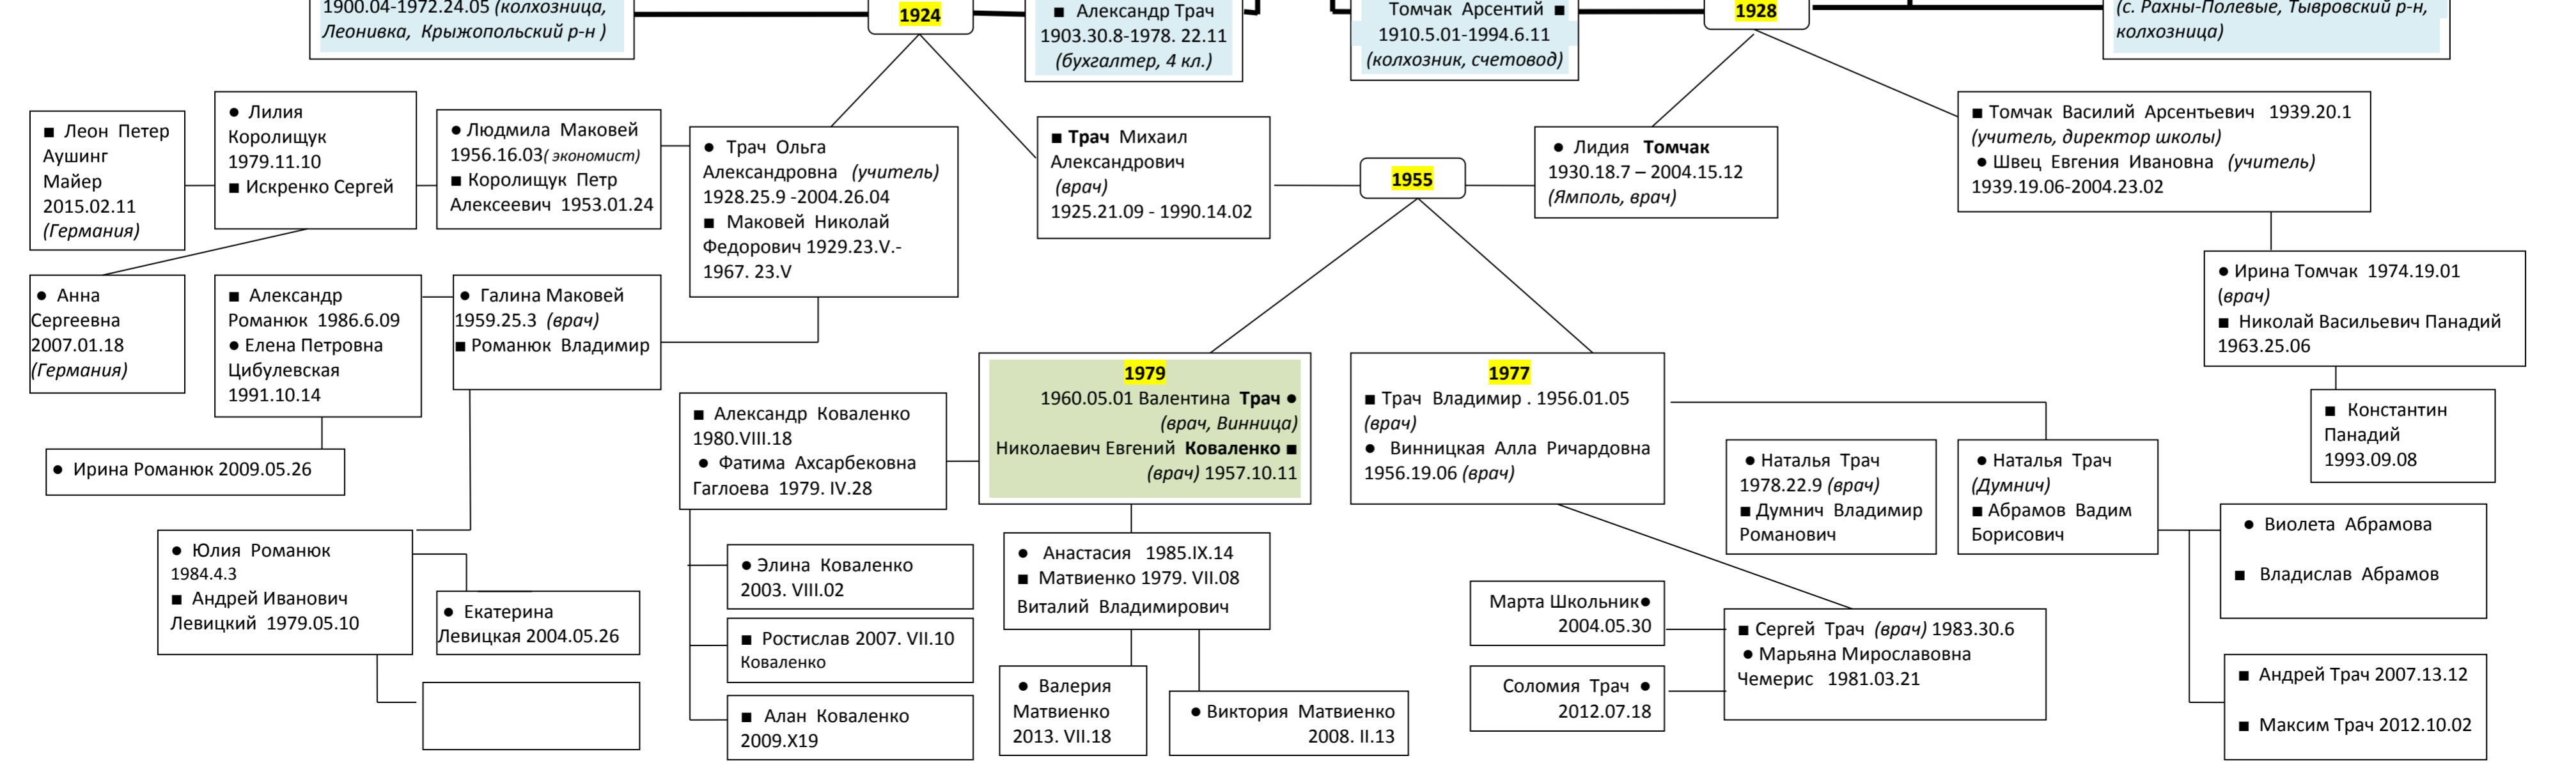 1900.04-1972.24.05 (колхозница,
Леонивка, Крыжопольский р-н )
1924
■ Александр Трач
1903.30.8-1978. 22.11
(бухгалтер, 4 кл.)
Томчак Арсентий ■
1910.5.01-1994.6.11
(колхозник, счетовод)
1928
(с. Рахны-Полевые, Тывровский р-н,
колхозница)
■ Леон Петер
Аушинг
Майер
2015.02.11
(Германия)
● Лилия
Королищук
1979.11.10
■ Искренко Сергей
● Людмила Маковей
1956.16.03( экономист)
■ Королищук Петр
Алексеевич 1953.01.24
● Трач Ольга
Александровна (учитель)
1928.25.9 -2004.26.04
■ Маковей Николай
Федорович 1929.23.V.-
1967. 23.V
■ Трач Михаил
Александрович
(врач)
1925.21.09 - 1990.14.02
1955
● Лидия Томчак
1930.18.7 – 2004.15.12
(Ямполь, врач)
■ Томчак Василий Арсентьевич 1939.20.1
(учитель, директор школы)
● Швец Евгения Ивановна (учитель)
1939.19.06-2004.23.02
● Анна
Сергеевна
2007.01.18
(Германия)
■ Александр
Романюк 1986.6.09
● Елена Петровна
Цибулевская
1991.10.14
● Галина Маковей
1959.25.3 (врач)
■ Романюк Владимир
● Ирина Томчак 1974.19.01
(врач)
■ Николай Васильевич Панадий
1963.25.06
● Ирина Романюк 2009.05.26
■ Александр Коваленко
1980.VIII.18
● Фатима Ахсарбековна
Гаглоева 1979. IV.28
1979
1960.05.01 Валентина Трач ●
(врач, Винница)
Николаевич Евгений Коваленко ■
(врач) 1957.10.11
1977
■ Трач Владимир . 1956.01.05
(врач)
● Винницкая Алла Ричардовна
1956.19.06 (врач)
● Наталья Трач
1978.22.9 (врач)
■ Думнич Владимир
Романович
● Наталья Трач
(Думнич)
■ Абрамов Вадим
Борисович
■ Константин
Панадий
1993.09.08
● Юлия Романюк
1984.4.3
■ Андрей Иванович
Левицкий 1979.05.10
● Екатерина
Левицкая 2004.05.26
● Элина Коваленко
2003. VIII.02
■ Ростислав 2007. VII.10
Коваленко
■ Алан Коваленко
2009.X19
● Анастасия 1985.IX.14
■ Матвиенко 1979. VII.08
Виталий Владимирович
● Валерия
Матвиенко
2013. VII.18
● Виктория Матвиенко
2008. II.13
Марта Школьник●
2004.05.30
Соломия Трач ●
2012.07.18
■ Сергей Трач (врач) 1983.30.6
● Марьяна Мирославовна
Чемерис 1981.03.21
● Виолета Абрамова
■ Владислав Абрамов
■ Андрей Трач 2007.13.12
■ Максим Трач 2012.10.02